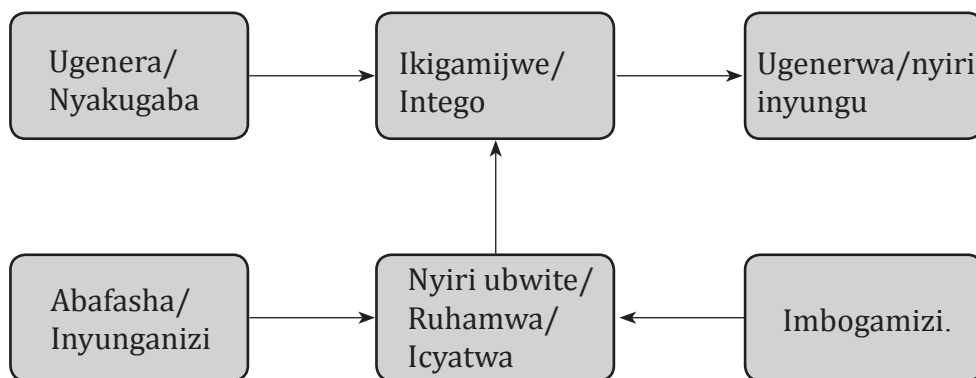 Ugenera/
Nyakugaba
Ikigamijwe/
Intego
Ugenerwa/nyiri
inyungu
Abafasha/
Inyunganizi
Nyiri ubwite/
Ruhamwa/
Icyatwa
Imbogamizi.